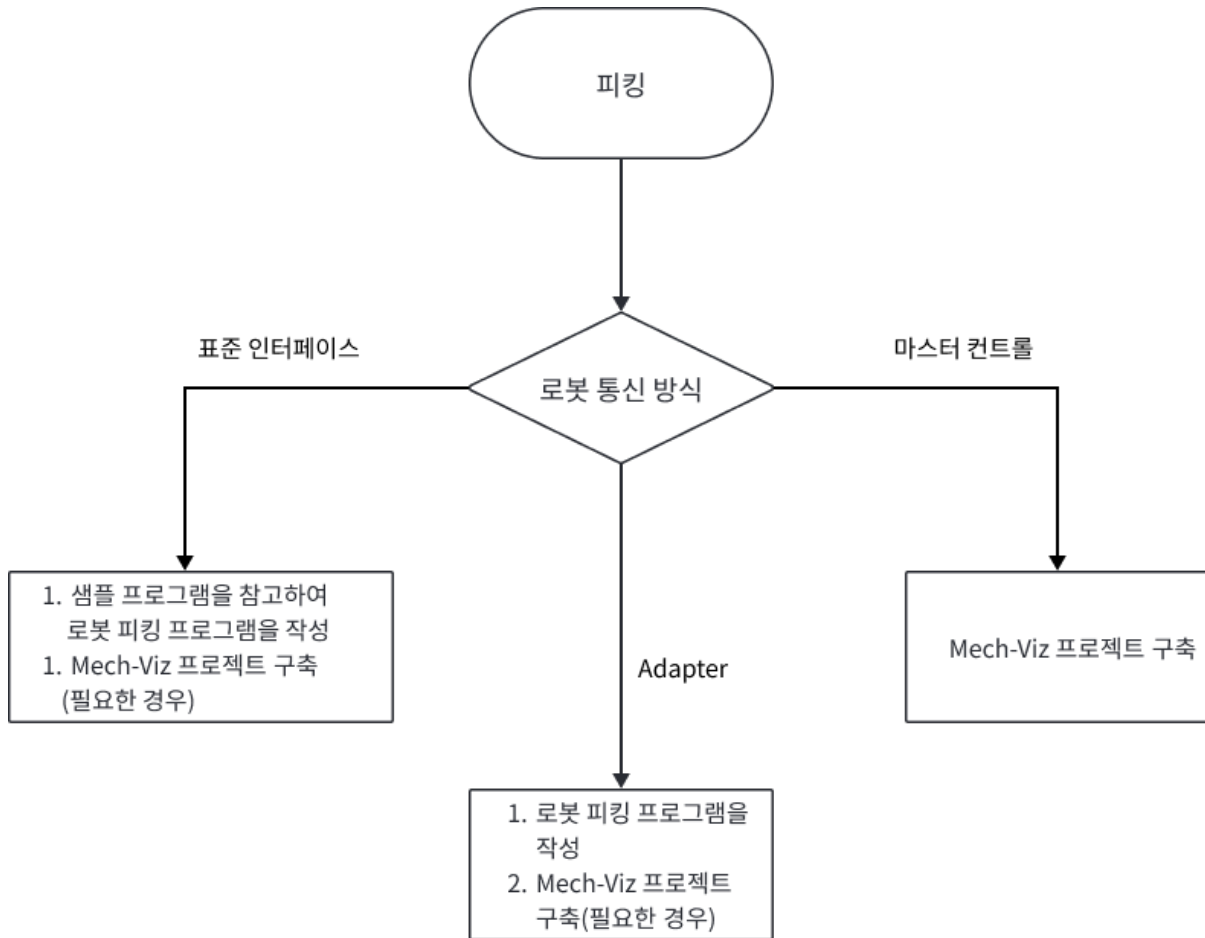 피킹
표준 인터페이스
마스터 컨트롤
로봇 통신 방식
1. 샘플 프로그램을 참고하여
로봇 피킹 프로그램을 작성
1. Mech-Viz 프로젝트 구축
(필요한 경우)
Mech-Viz 프로젝트 구축
Adapter
1. 로봇 피킹 프로그램을
작성
2. Mech-Viz 프로젝트
구축(필요한 경우)